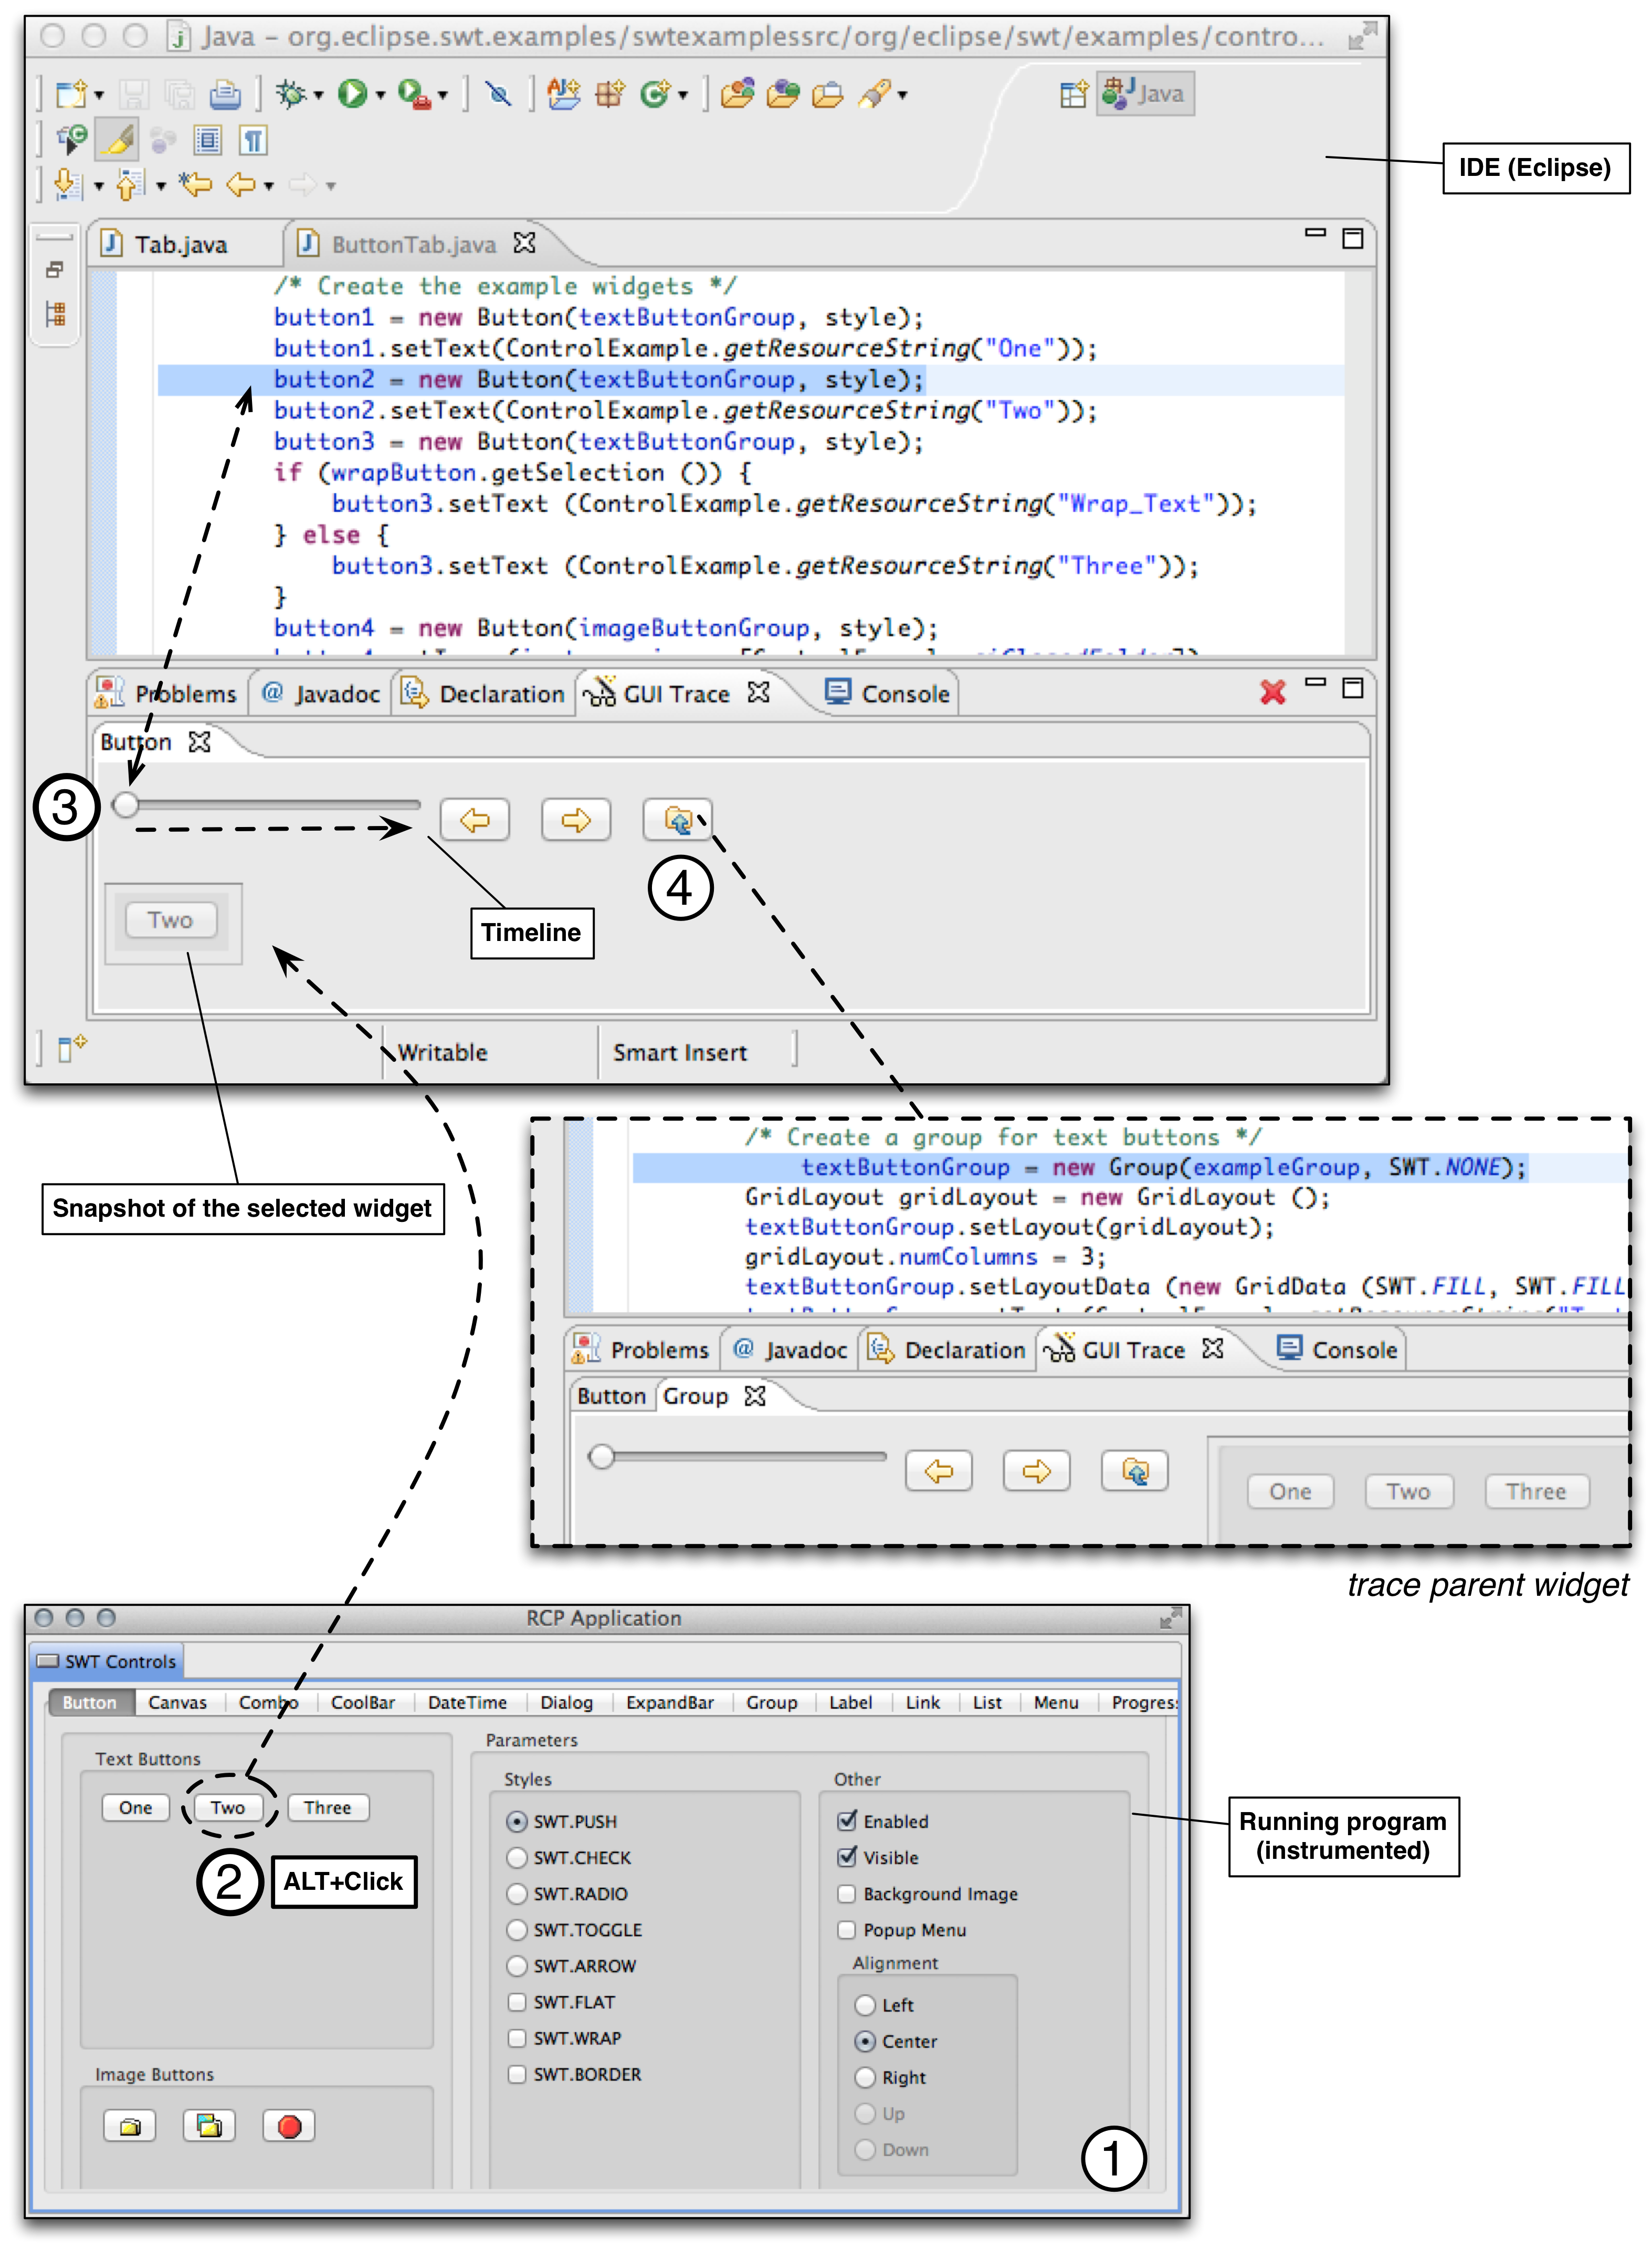 Java – org.eclipse.swt.examples/swtexamplessrc/org/eclipse/swt/examples/contro...
Java
IDE (Eclipse)
Tab.java
ButtonTab.java
/* Create the example widgets */
button1 = new Button(textButtonGroup, style);
button1.setText(ControlExample.getResourceString("One"));
button2 = new Button(textButtonGroup, style);
button2.setText(ControlExample.getResourceString("Two"));
button3 = new Button(textButtonGroup, style);
if (wrapButton.getSelection ()) {
button3.setText (ControlExample.getResourceString("Wrap_Text"));
} else {
button3.setText (ControlExample.getResourceString("Three"));
}
button4 = new Button(imageButtonGroup, style);
Problems @ Javadoc Declaration GUI Trace Console
Button
3
4
Two
Timeline
Writable Smart Insert
Snapshot of the selected widget
/* Create a group for text buttons */
textButtonGroup = new Group(exampleGroup, SWT.NONE);
GridLayout gridLayout = new GridLayout ();
textButtonGroup.setLayout(gridLayout);
gridLayout.numColumns = 3;
textButtonGroup.setLayoutData (new GridData (SWT.FILL, SWT.FILL
Problems @ Javadoc Declaration GUI Trace Console
Button Group
One Two Three
trace parent widget
RCP Application
SWT Controls
Button Canvas Combo CoolBar DateTime Dialog ExpandBar Group Label Link List Menu Progres
Text Buttons
One Two Three
2 ALT+Click
Image Buttons
Parameters
Styles
SWT.PUSH
SWT.CHECK
SWT.RADIO
SWT.TOGGLE
SWT.ARROW
SWT.FLAT
SWT.WRAP
SWT.BORDER
Other
Enabled
Visible
Background Image
Popup Menu
Alignment
Left
Center
Right
Up
Down
1
Running program
(instrumented)